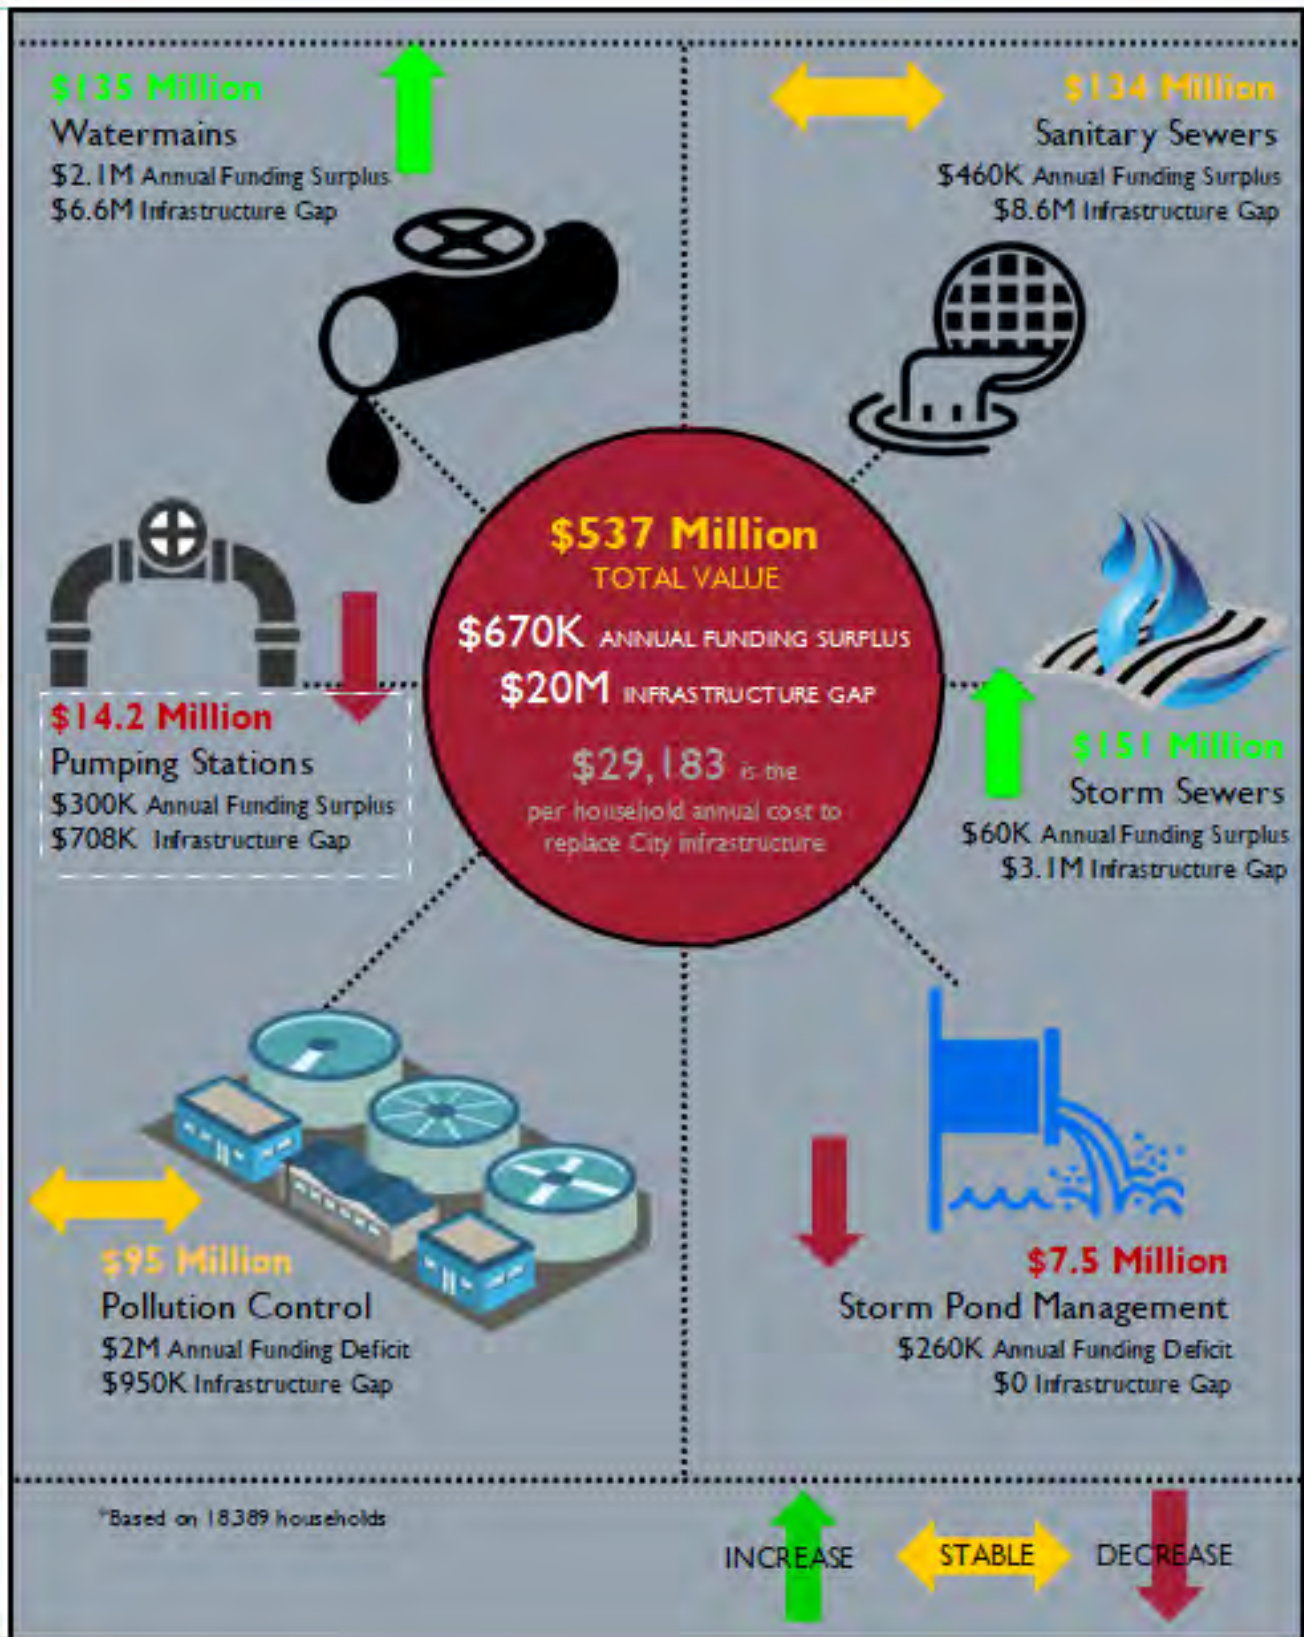 $135 Million
Watermains
$2.1M Annual Funding Surplus
$6.6M Infrastructure Gap
$134 Million
Sanitary Sewers
$460K Annual Funding Surplus
$8.6M Infrastructure Gap
$537 Million
TOTAL VALUE
$670K ANNUAL FUNDING SURPLUS
$20M INFRASTRUCTURE GAP
$29,183 is the
per household annual cost to
replace City infrastructure
$14.2 Million
Pumping Stations
$300K Annual Funding Surplus
$708K Infrastructure Gap
$151 Million
Storm Sewers
$60K Annual Funding Surplus
$3.1M Infrastructure Gap
$95 Million
Pollution Control
$2M Annual Funding Deficit
$950K Infrastructure Gap
$7.5 Million
Storm Pond Management
$260K Annual Funding Deficit
$0 Infrastructure Gap
*Based on 18,389 households
INCREASE
STABLE
DECREASE